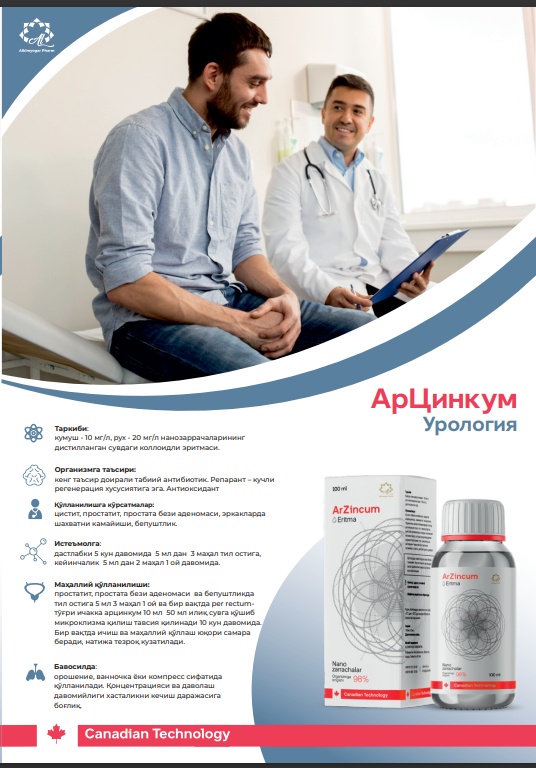 Alkimyogar Pharm
АрЦинкум
Урология
Таркиби:
кумуш - 10 мг/л, рух - 20 мг/л нанозаррачаларининг
дистилланган сувдаги коллоидли эритмаси.
Организмга таъсири:
кенг таъсир доирали табиий антибиотик. Репарант – кучли
регенерация хусусиятига эга. Антиоксидант
Қўлланилишга кўрсатмалар:
цистит, простатит, простата бези аденомаси, эркакларда
шахватни камайиши, бепуштлик.
Истеъмолга:
дастлабки 5 кун давомида 5 мл дан 3 маҳал тил остига,
кейинчалик 5 мл дан 2 маҳал 1 ой давомида.
Маҳаллий қўлланилиши:
простатит, простата бези аденомаси ва бепуштликда
тил остига 5 мл 3 маҳал 1 ой ва бир вақтда per rectum-
тўғри ичакка арцинкум 10 мл 50 мл илиқ сувга қўшиб
микроклизма қилиш тавсия қилинади 10 кун давомида.
Бир вақтда ичиш ва маҳаллий қўллаш юқори самара
беради, натижа тезроқ кузатилади.
Бавосилда:
орошение, ванночка ёки компресс сифатида
қўлланилади. Концентрацияси ва даволаш
давомийлиги хасталикни кечиш даражасига
боғлиқ.
100 ml
ArZincum
Eritma
Nano
zarrachalar
98%
Canadian Technology
ArZincum
Eritma
Nano
zarrachalar
96%
100 ml
Canadian Technology
Canadian Technology